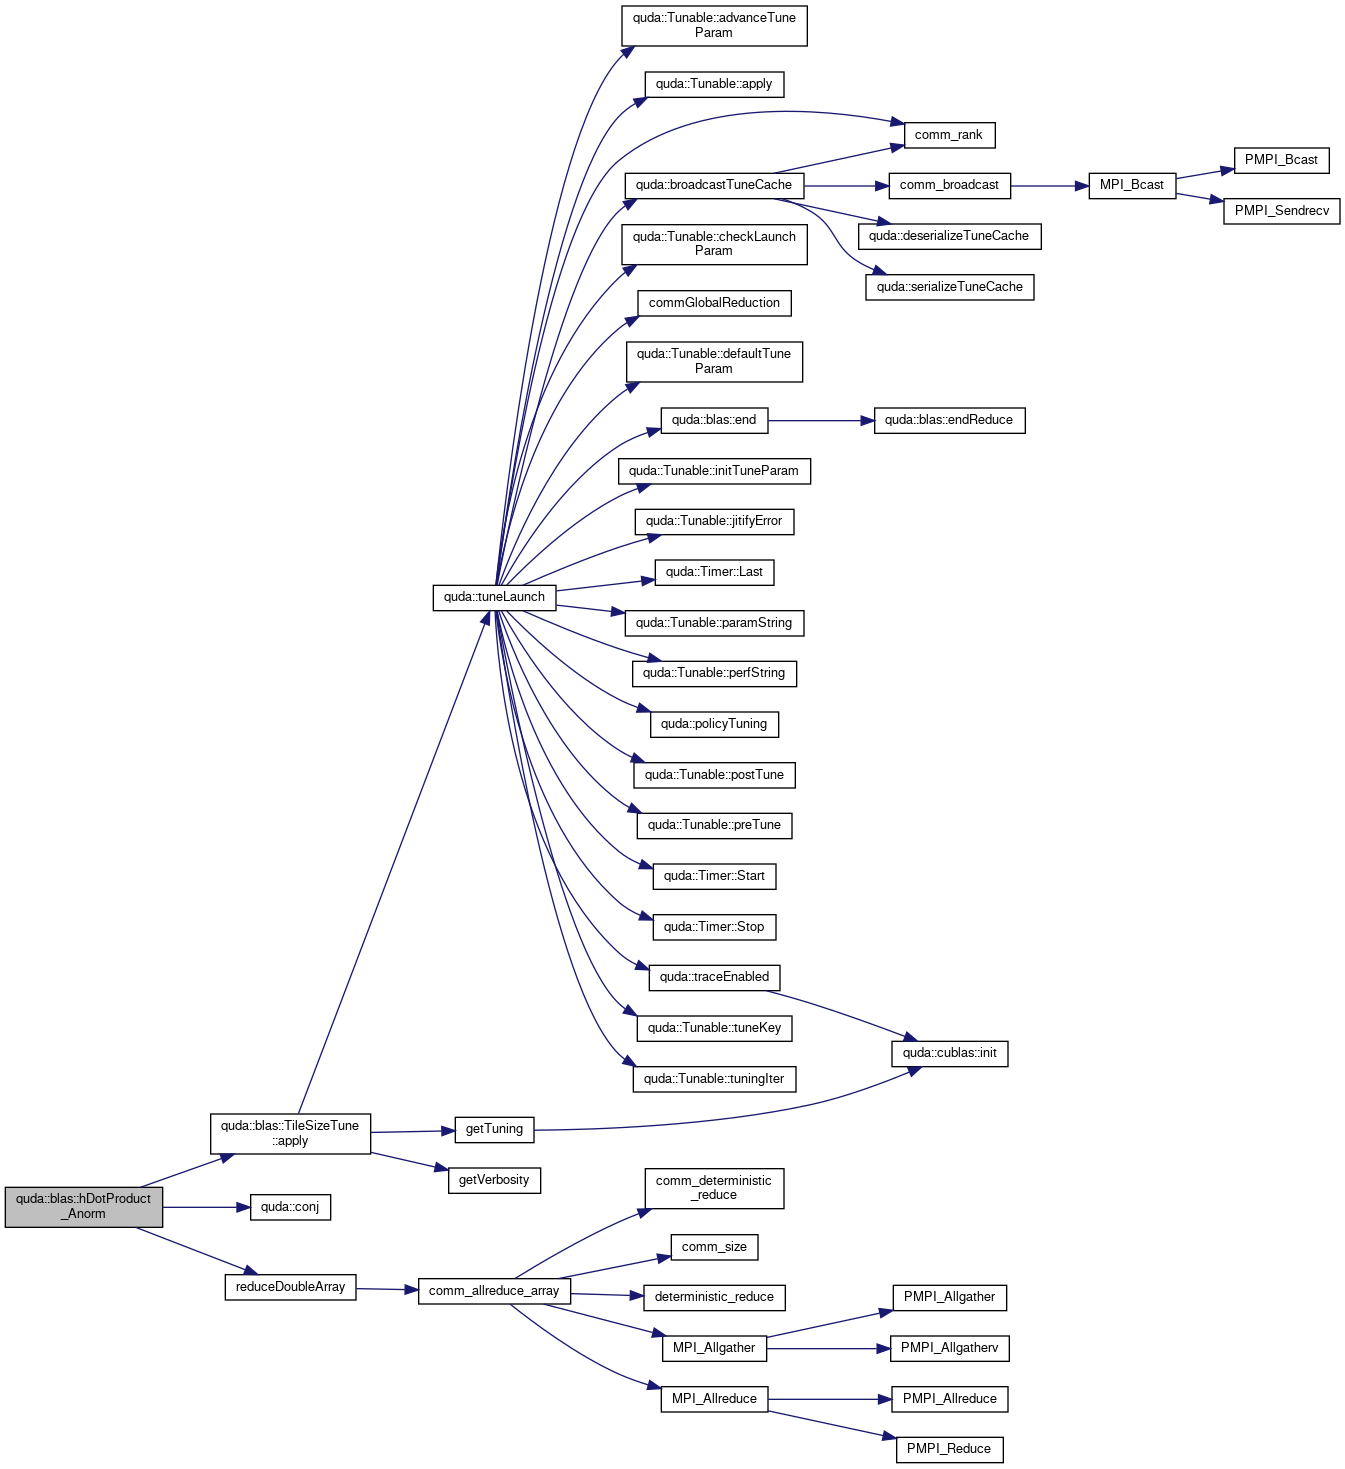 quda::Tunable::advanceTune
Param
quda::Tunable::apply
comm_rank
PMPI_Bcast
quda::broadcastTuneCache
comm_broadcast
MPI_Bcast
PMPI_Sendrecv
quda::Tunable::checkLaunch
Param
quda::deserializeTuneCache
quda::serializeTuneCache
commGlobalReduction
quda::Tunable::defaultTune
Param
quda::blas::end
quda::blas::endReduce
quda::Tunable::initTuneParam
quda::Tunable::jitifyError
quda::Timer::Last
quda::tuneLaunch
quda::Tunable::paramString
quda::Tunable::perfString
quda::policyTuning
quda::Tunable::postTune
quda::Tunable::preTune
quda::Timer::Start
quda::Timer::Stop
quda::traceEnabled
quda::Tunable::tuneKey
quda::cublas::init
quda::Tunable::tuningIter
quda::blas::TileSizeTune
::apply
getTuning
getVerbosity
quda::blas::hDotProduct
_Anorm
quda::conj
reduceDoubleArray
comm_allreduce_array
comm_deterministic
_reduce
comm_size
deterministic_reduce
MPI_Allgather
PMPI_Allgather
PMPI_Allgatherv
MPI_Allreduce
PMPI_Allreduce
PMPI_Reduce